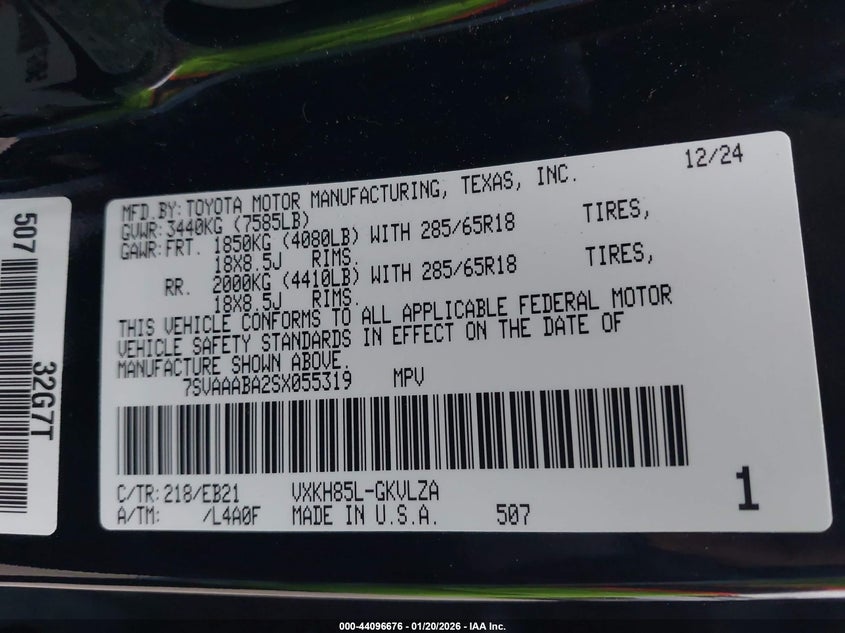 507
32G7T
12/24
MFD.BY:TOYOTA MOTOR MANUFACTURING, TEXAS, INC.
GVWR:3440KG (7585LB)
GAWR:FRT. 1850KG (4080LB) WITH 285/65R18 TIRES,
18X8.5J RIMS.
RR. 2000KG (4410LB) WITH 285/65R18 TIRES,
18X8.5J RIMS.
THIS VEHICLE CONFORMS TO ALL APPLICABLE FEDERAL MOTOR
VEHICLE SAFETY STANDARDS IN EFFECT ON THE DATE OF
MANUFACTURE SHOWN ABOVE.
7SVAAABA2SX055319 MPV
C/TR:218/EB21 VXKH85L-GKVLZA
A/TM: /L4A0F MADE IN U.S.A. 507
1
000-44096676 - 01/20/2026 - IAA Inc.